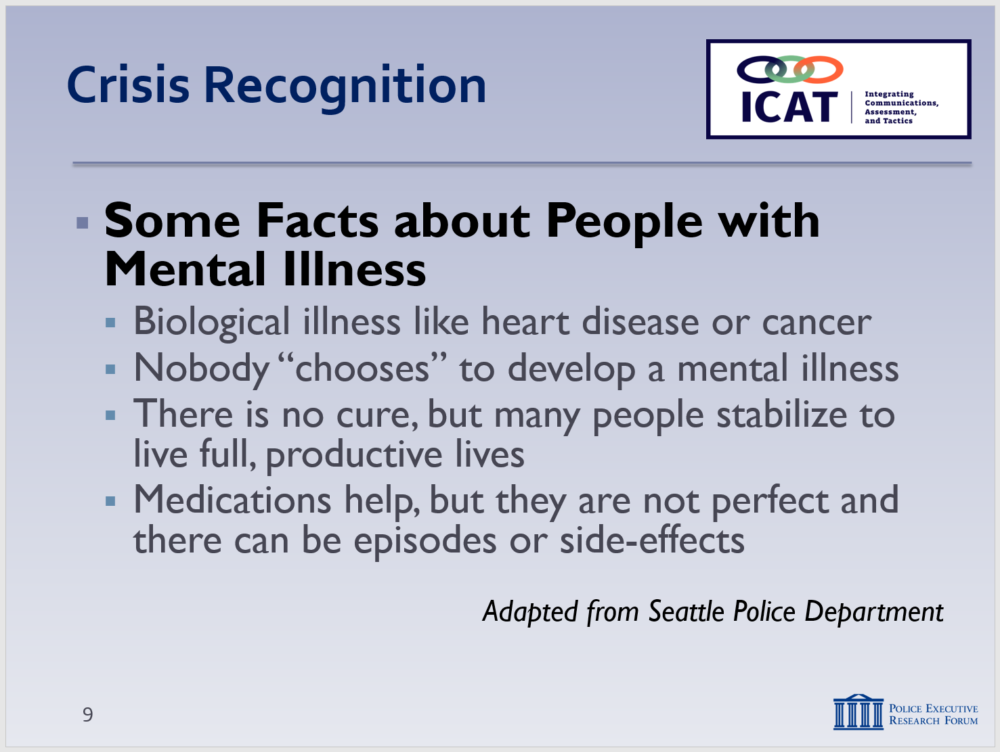 Crisis Recognition
ICAT
Integrating
Communications,
Assessment,
and Tactics
Some Facts about People with
Mental Illness
Biological illness like heart disease or cancer
Nobody “chooses” to develop a mental illness
There is no cure, but many people stabilize to
live full, productive lives
Medications help, but they are not perfect and
there can be episodes or side-effects
Adapted from Seattle Police Department
9
POLICE EXECUTIVE
RESEARCH FORUM